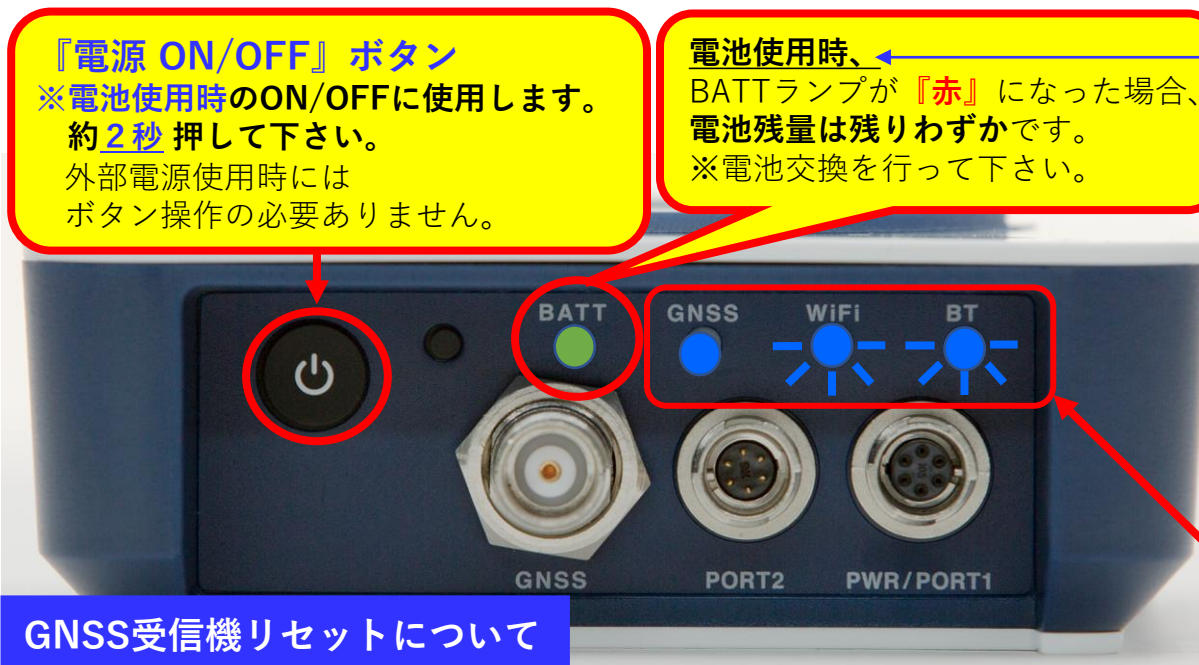 『電源 ON/OFF』ボタン
※電池使用時のON/OFFに使用します。
約２秒 押して下さい。
外部電源使用時には
ボタン操作の必要ありません。
電池使用時、
BATTランプが『赤』になった場合、
電池残量は残りわずかです。
※電池交換を行って下さい。
BATT GNSS WiFi BT
GNSS PORT2 PWR/PORT1
GNSS受信機リセットについて